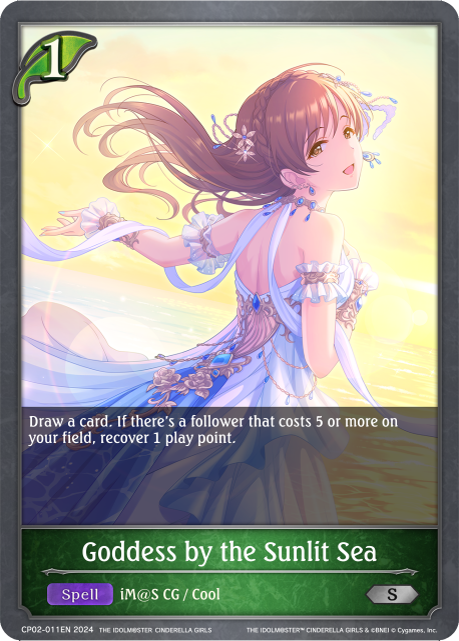 1
Draw a card. If there's a follower that costs 5 or more on
your field, recover 1 play point.
Goddess by the Sunlit Sea
Spell iM@S CG / Cool S
CP02-011EN 2024 THE IDOLM@STER CINDERELLA GIRLS THE IDOLM@STER™ CINDERELLA GIRLS & ©BNEI © Cygames, Inc.